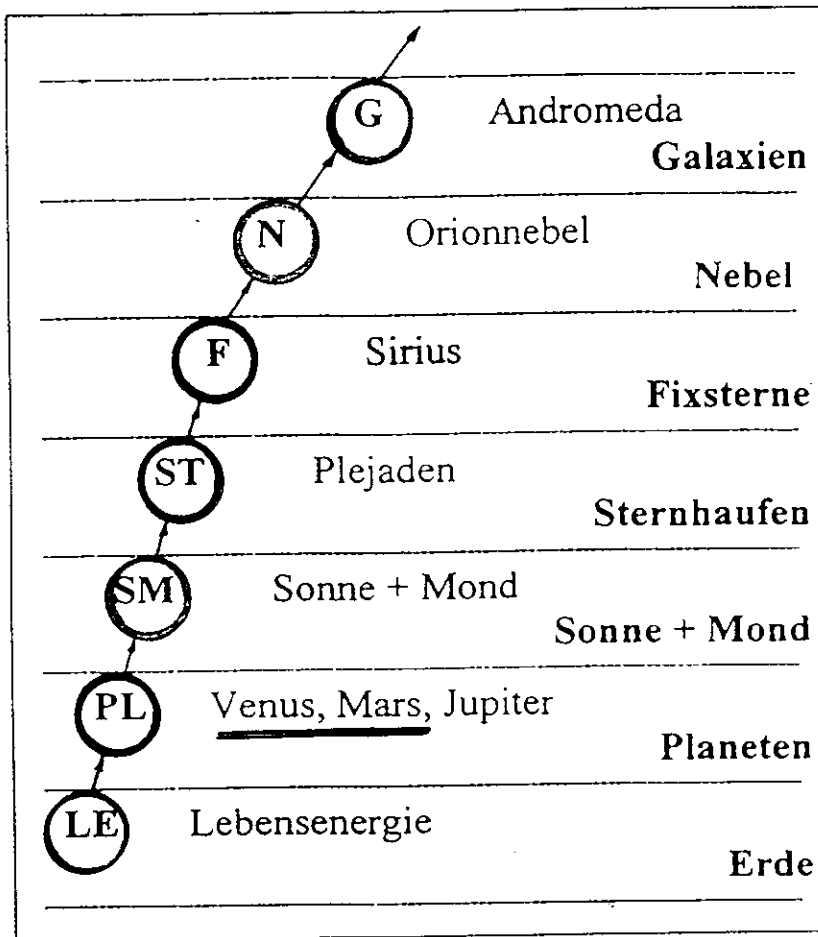 G Andromeda
Galaxien
N Orionnebel
Nebel
F Sirius
Fixsterne
ST Plejaden
Sternhaufen
SM Sonne + Mond
Sonne + Mond
PL Venus, Mars, Jupiter
Planeten
LE Lebensenergie
Erde